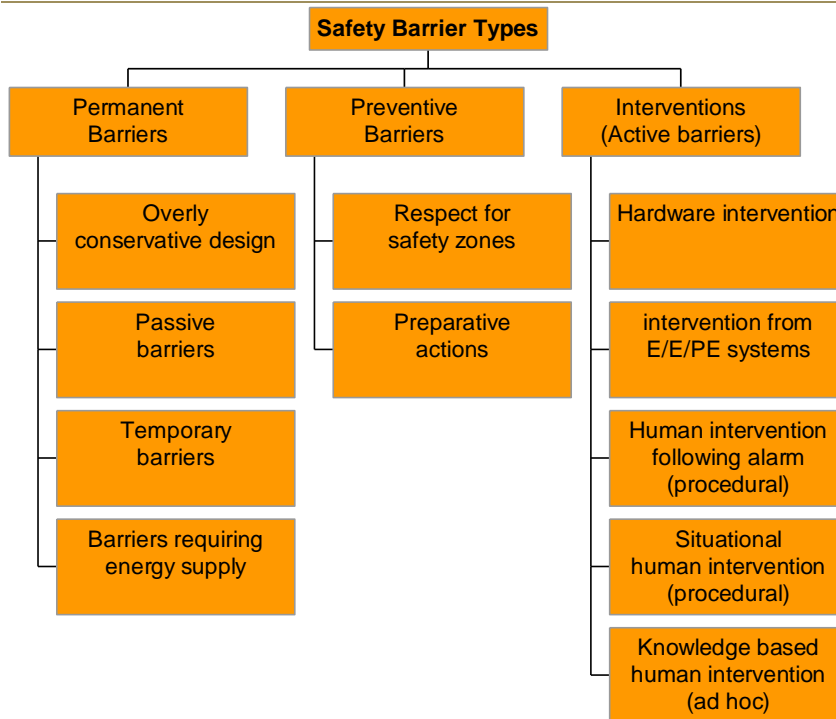 Safety Barrier Types
Permanent
Barriers
Preventive
Barriers
Interventions
(Active barriers)
Overly
conservative design
Passive
barriers
Temporary
barriers
Barriers requiring
energy supply
Respect for
safety zones
Preparative
actions
Hardware intervention
intervention from
E/E/PE systems
Human intervention
following alarm
(procedural)
Situational
human intervention
(procedural)
Knowledge based
human intervention
(ad hoc)